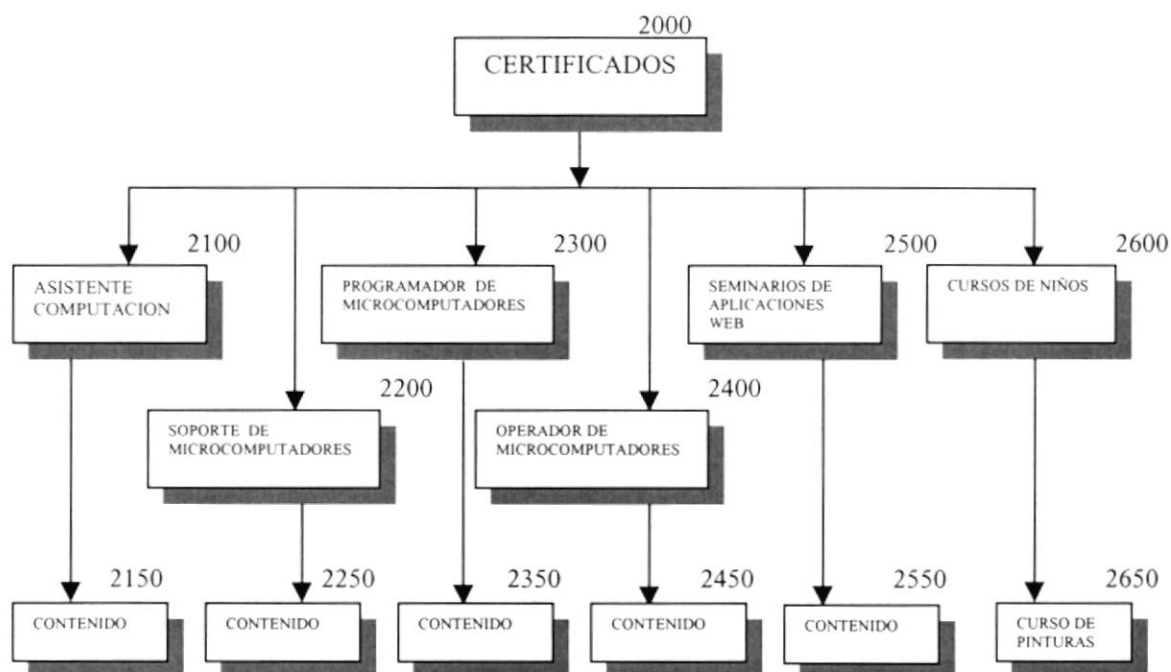 2000
CERTIFICADOS
2100
2300
2500
2600
ASISTENTE
COMPUTACION
PROGRAMADOR DE
MICROCOMPUTADORES
SEMINARIOS DE
APLICACIONES
WEB
CURSOS DE NIÑOS
2200
2400
SOPORTE DE
MICROCOMPUTADORES
OPERADOR DE
MICROCOMPUTADORES
2150
2250
2350
2450
2550
2650
CONTENIDO
CONTENIDO
CONTENIDO
CONTENIDO
CONTENIDO
CURSO DE
PINTURAS